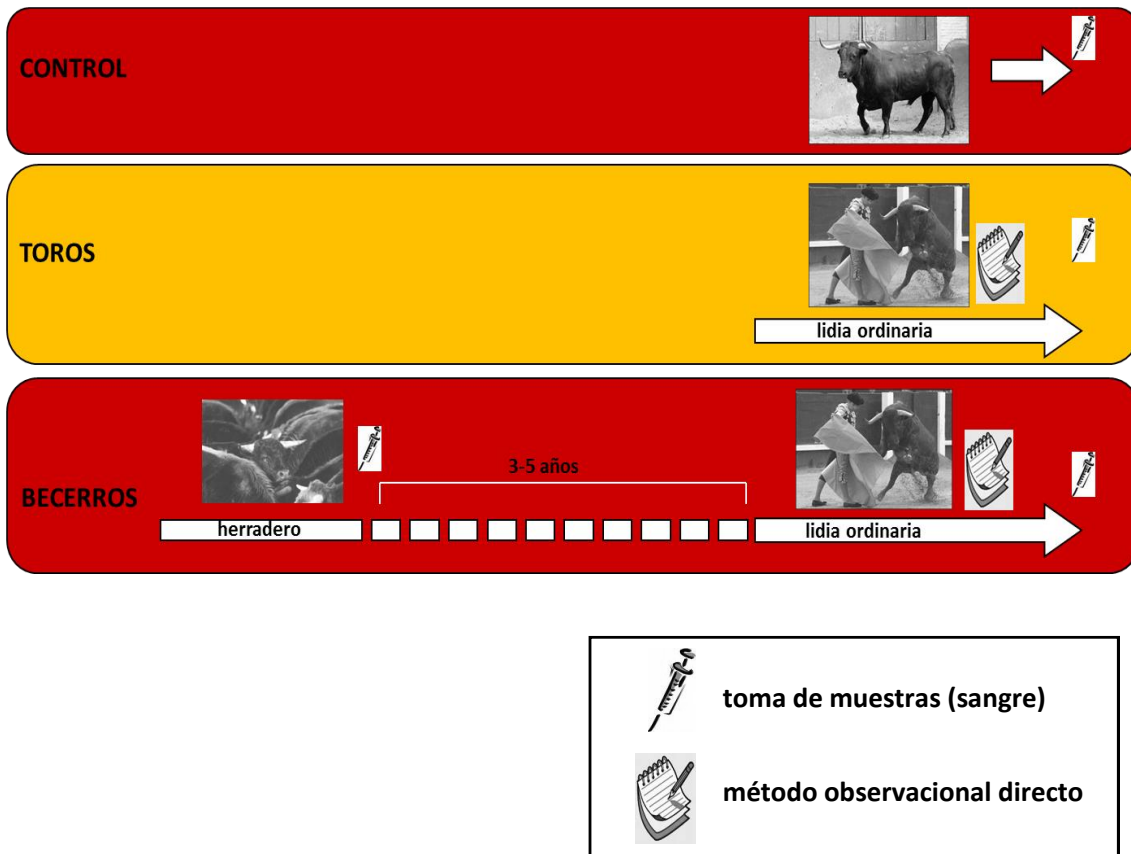 CONTROL
TOROS
lidia ordinaria
3-5 años
BECERROS
herradero
lidia ordinaria
toma de muestras (sangre)
método observacional directo